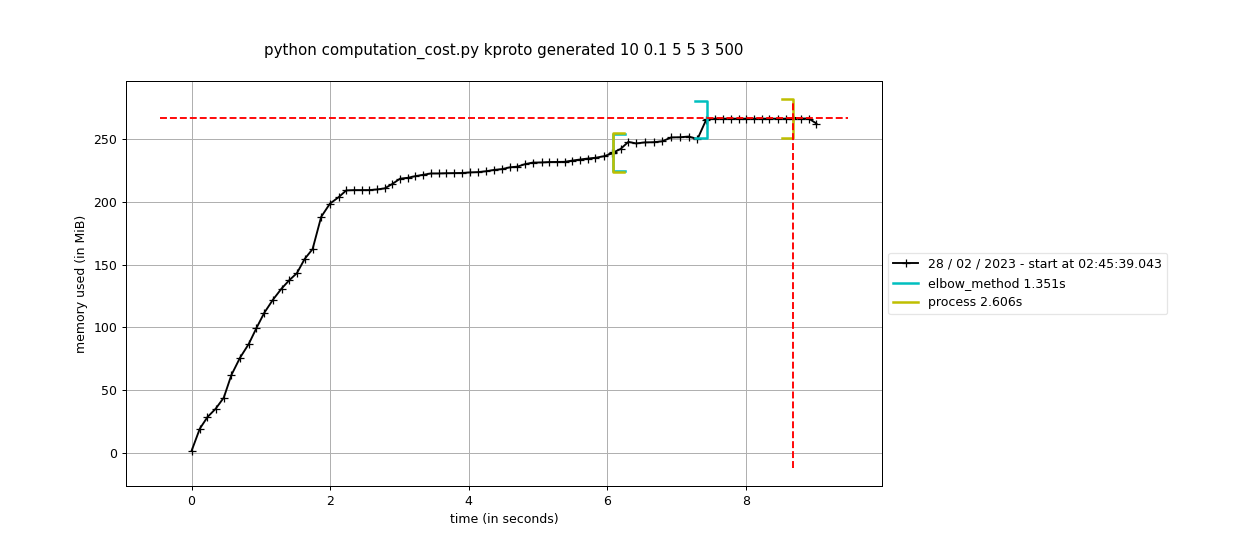 python computation_cost.py kproto generated 10 0.1 5 5 3 500
memory used (in MiB)
250
200
150
100
50
0
0 2 4 6 8
time (in seconds)
28 / 02 / 2023 - start at 02:45:39.043
elbow_method 1.351s
process 2.606s